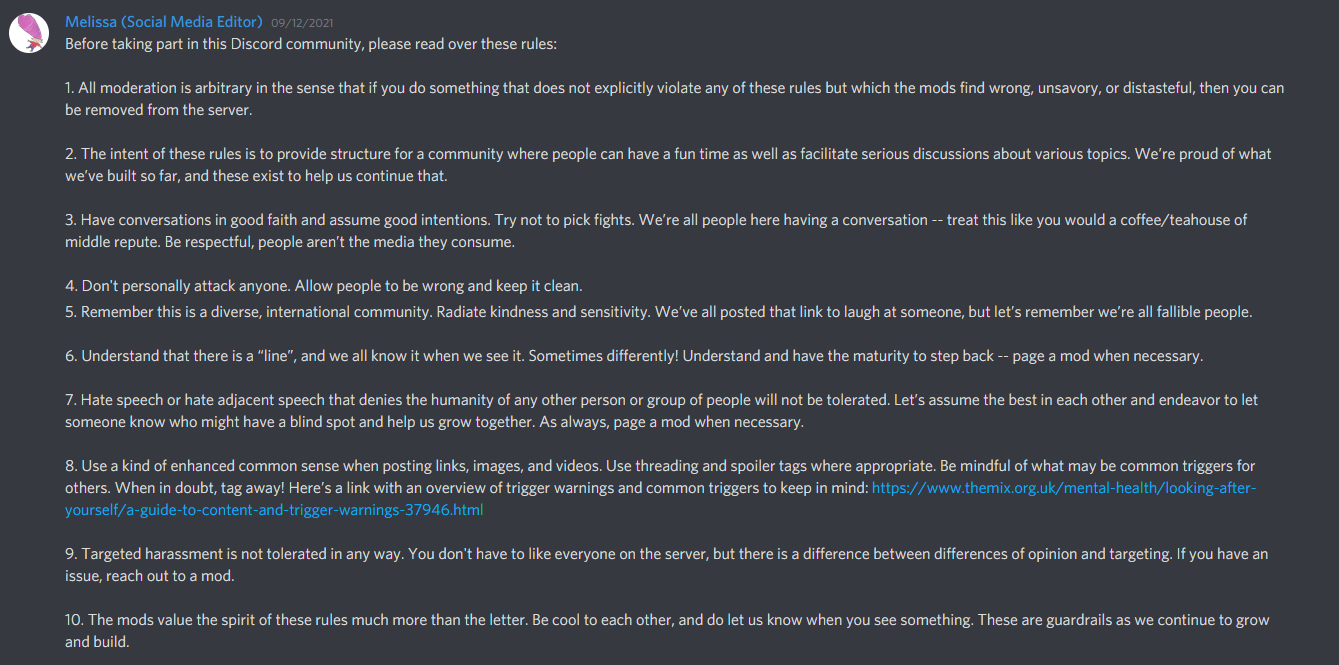 Melissa (Social Media Editor) 09/12/2021
Before taking part in this Discord community, please read over these rules:
1. All moderation is arbitrary in the sense that if you do something that does not explicitly violate any of these rules but which the mods find wrong, unsavory, or distasteful, then you can
be removed from the server.
2. The intent of these rules is to provide structure for a community where people can have a fun time as well as facilitate serious discussions about various topics. We’re proud of what
we’ve built so far, and these exist to help us continue that.
3. Have conversations in good faith and assume good intentions. Try not to pick fights. We’re all people here having a conversation -- treat this like you would a coffee/teahouse of
middle repute. Be respectful, people aren’t the media they consume.
4. Don't personally attack anyone. Allow people to be wrong and keep it clean.
5. Remember this is a diverse, international community. Radiate kindness and sensitivity. We’ve all posted that link to laugh at someone, but let’s remember we’re all fallible people.
6. Understand that there is a “line”, and we all know it when we see it. Sometimes differently! Understand and have the maturity to step back -- page a mod when necessary.
7. Hate speech or hate adjacent speech that denies the humanity of any other person or group of people will not be tolerated. Let’s assume the best in each other and endeavor to let
someone know who might have a blind spot and help us grow together. As always, page a mod when necessary.
8. Use a kind of enhanced common sense when posting links, images, and videos. Use threading and spoiler tags where appropriate. Be mindful of what may be common triggers for
others. When in doubt, tag away! Here’s a link with an overview of trigger warnings and common triggers to keep in mind: https://www.themix.org.uk/mental-health/looking-after-
yourself/a-guide-to-content-and-trigger-warnings-37946.html
9. Targeted harassment is not tolerated in any way. You don't have to like everyone on the server, but there is a difference between differences of opinion and targeting. If you have an
issue, reach out to a mod.
10. The mods value the spirit of these rules much more than the letter. Be cool to each other, and do let us know when you see something. These are guardrails as we continue to grow
and build.